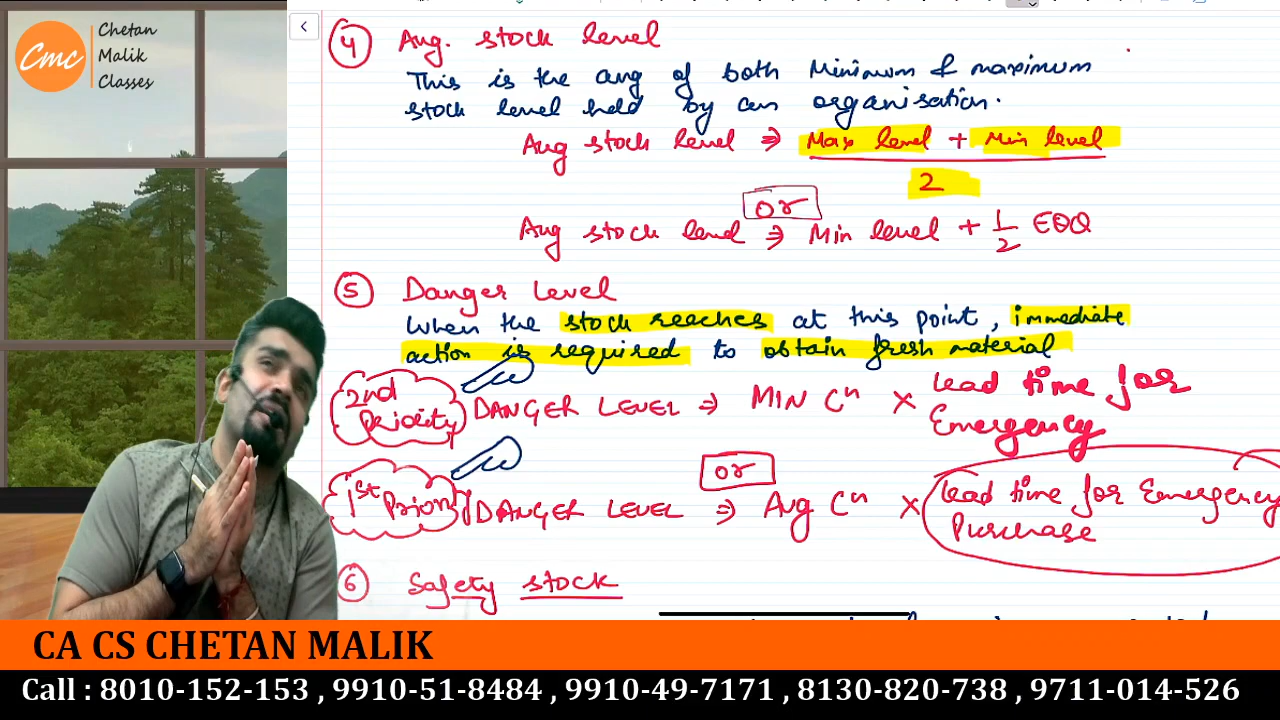 Cmc
Chetan
Malik
Classes
4 Avg. stock level
This is the avg of both Minimum & maximum
stock level held by an organisation.
Avg stock level ⇒ Max level + Min level
2
or
Avg stock level ⇒ Min level + 1/2 EOQ
5 Danger Level
When the stock reaches at this point, immediate
action is required to obtain fresh material
2nd Priority DANGER LEVEL ⇒ MIN Cⁿ × Lead time for
Emergency
or
1st Priority DANGER LEVEL ⇒ Avg Cⁿ × Lead time for Emergency
Purchase
6 Safety stock
CA CS CHETAN MALIK
Call : 8010-152-153 , 9910-51-8484 , 9910-49-7171 , 8130-820-738 , 9711-014-526